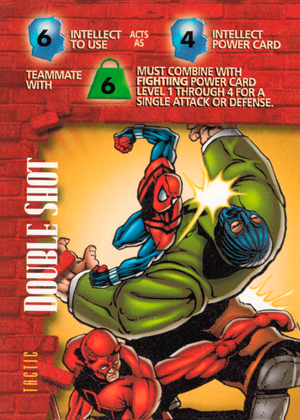 6 INTELLECT TO USE ACTS AS 4 INTELLECT POWER CARD
TEAMMATE WITH 6 MUST COMBINE WITH
FIGHTING POWER CARD
LEVEL 1 THROUGH 4 FOR A
SINGLE ATTACK OR DEFENSE.
DOUBLE SHOT
TACTIC